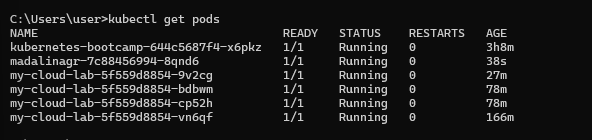 C:\Users\user>kubectl get pods
NAME READY STATUS RESTARTS AGE
kubernetes-bootcamp-644c5687f4-x6pkz 1/1 Running 0 3h8m
madalinagr-7c88456994-8qnd6 1/1 Running 0 38s
my-cloud-lab-5f559d8854-9v2cg 1/1 Running 0 27m
my-cloud-lab-5f559d8854-bdbwm 1/1 Running 0 78m
my-cloud-lab-5f559d8854-cp52h 1/1 Running 0 78m
my-cloud-lab-5f559d8854-vn6qf 1/1 Running 0 166m